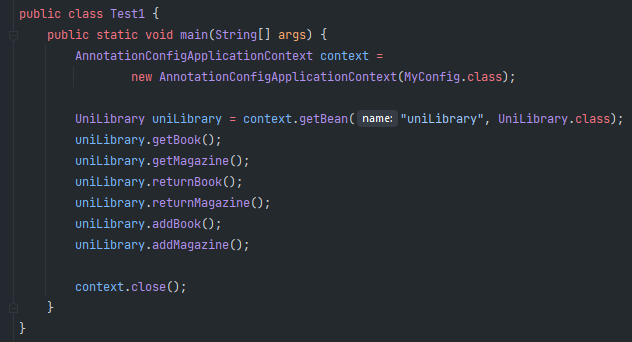 public class Test1 {
    public static void main(String[] args) {
        AnnotationConfigApplicationContext context =
                new AnnotationConfigApplicationContext(MyConfig.class);

        UniLibrary uniLibrary = context.getBean( name: "uniLibrary", UniLibrary.class);
        uniLibrary.getBook();
        uniLibrary.getMagazine();
        uniLibrary.returnBook();
        uniLibrary.returnMagazine();
        uniLibrary.addBook();
        uniLibrary.addMagazine();

        context.close();
    }
}